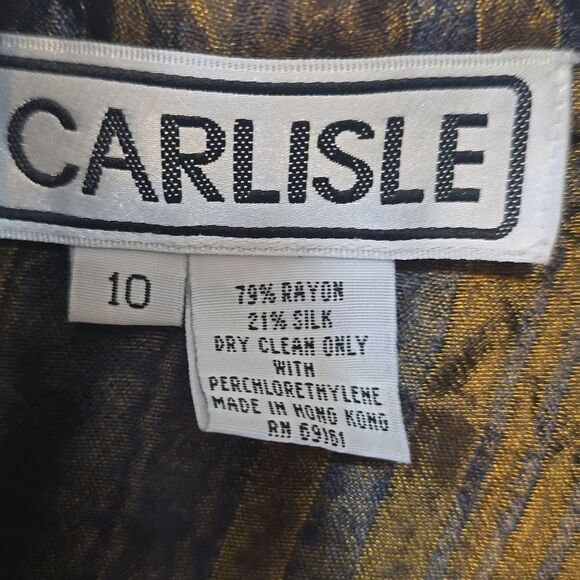 CARLISLE
10
79% RAYON
21% SILK
DRY CLEAN ONLY
WITH
PERCHLORETHYLENE
MADE IN HONG KONG
RN 69161